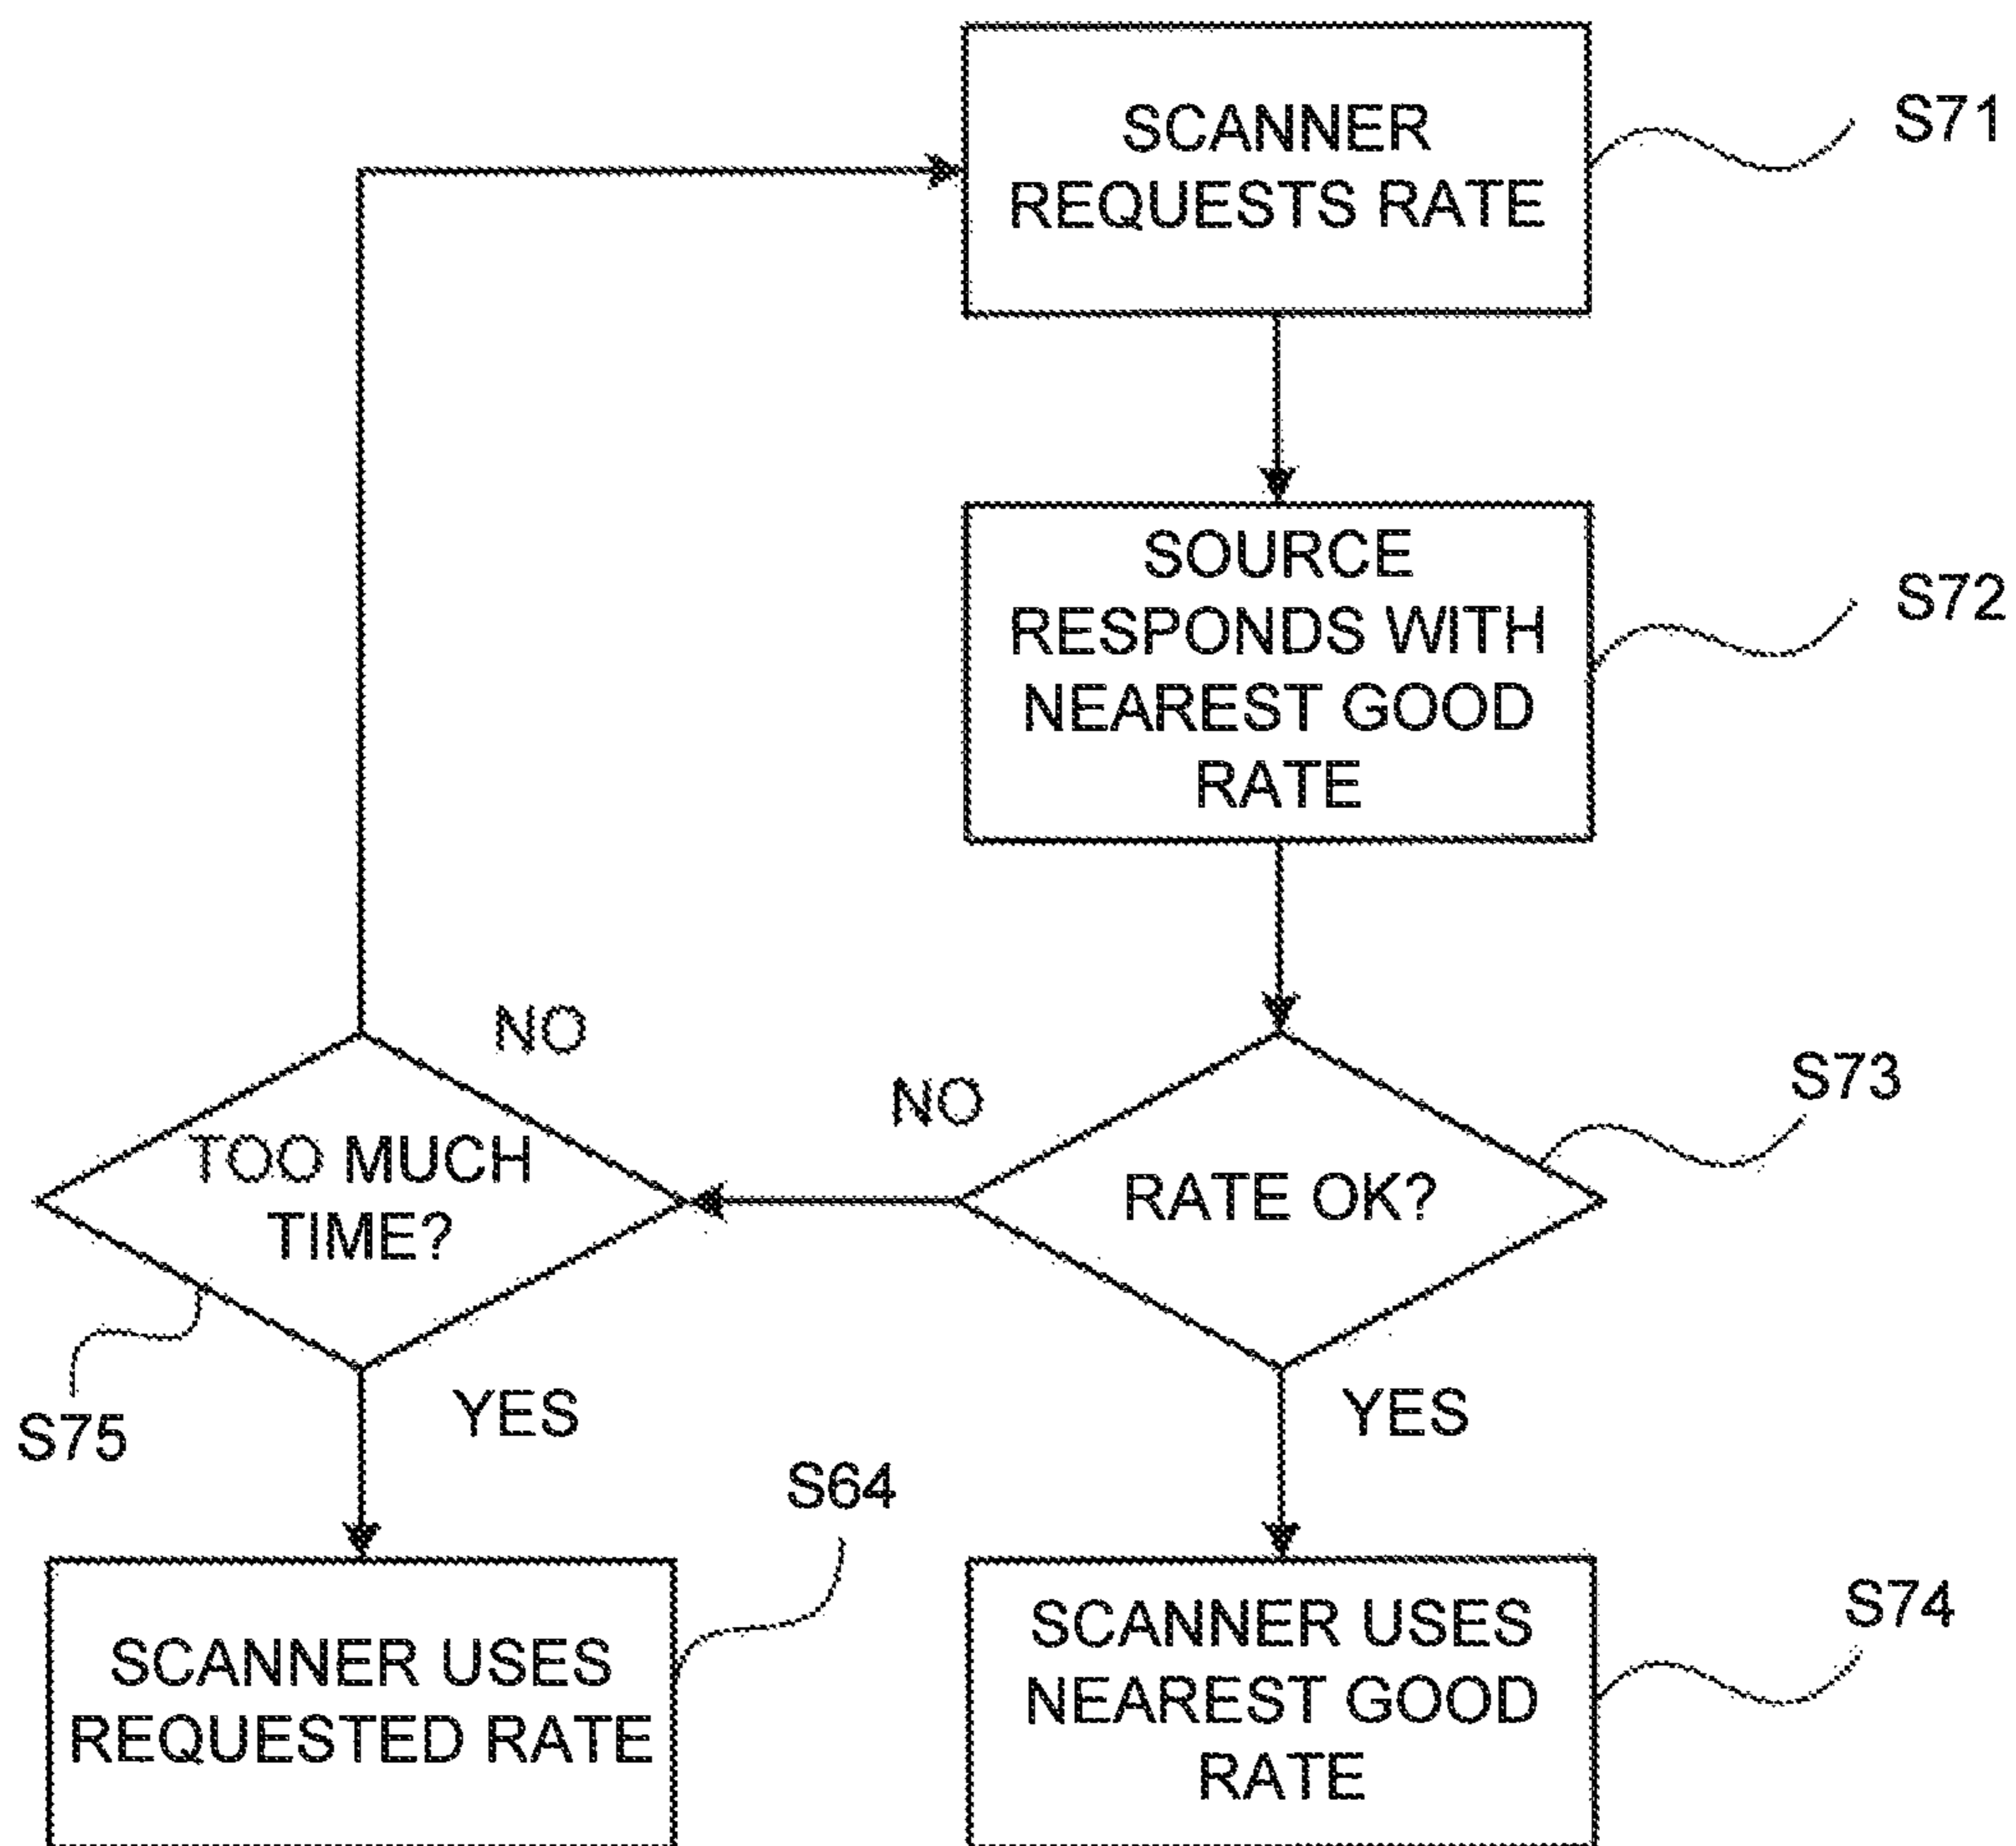 SCANNER
REQUESTS RATE
S71
SOURCE
RESPONDS WITH
NEAREST GOOD
RATE
S72
NO
NO
S73
TOO MUCH
TIME?
RATE OK?
S75
YES
YES
S64
SCANNER USES
REQUESTED RATE
SCANNER USES
NEAREST GOOD
RATE
S74